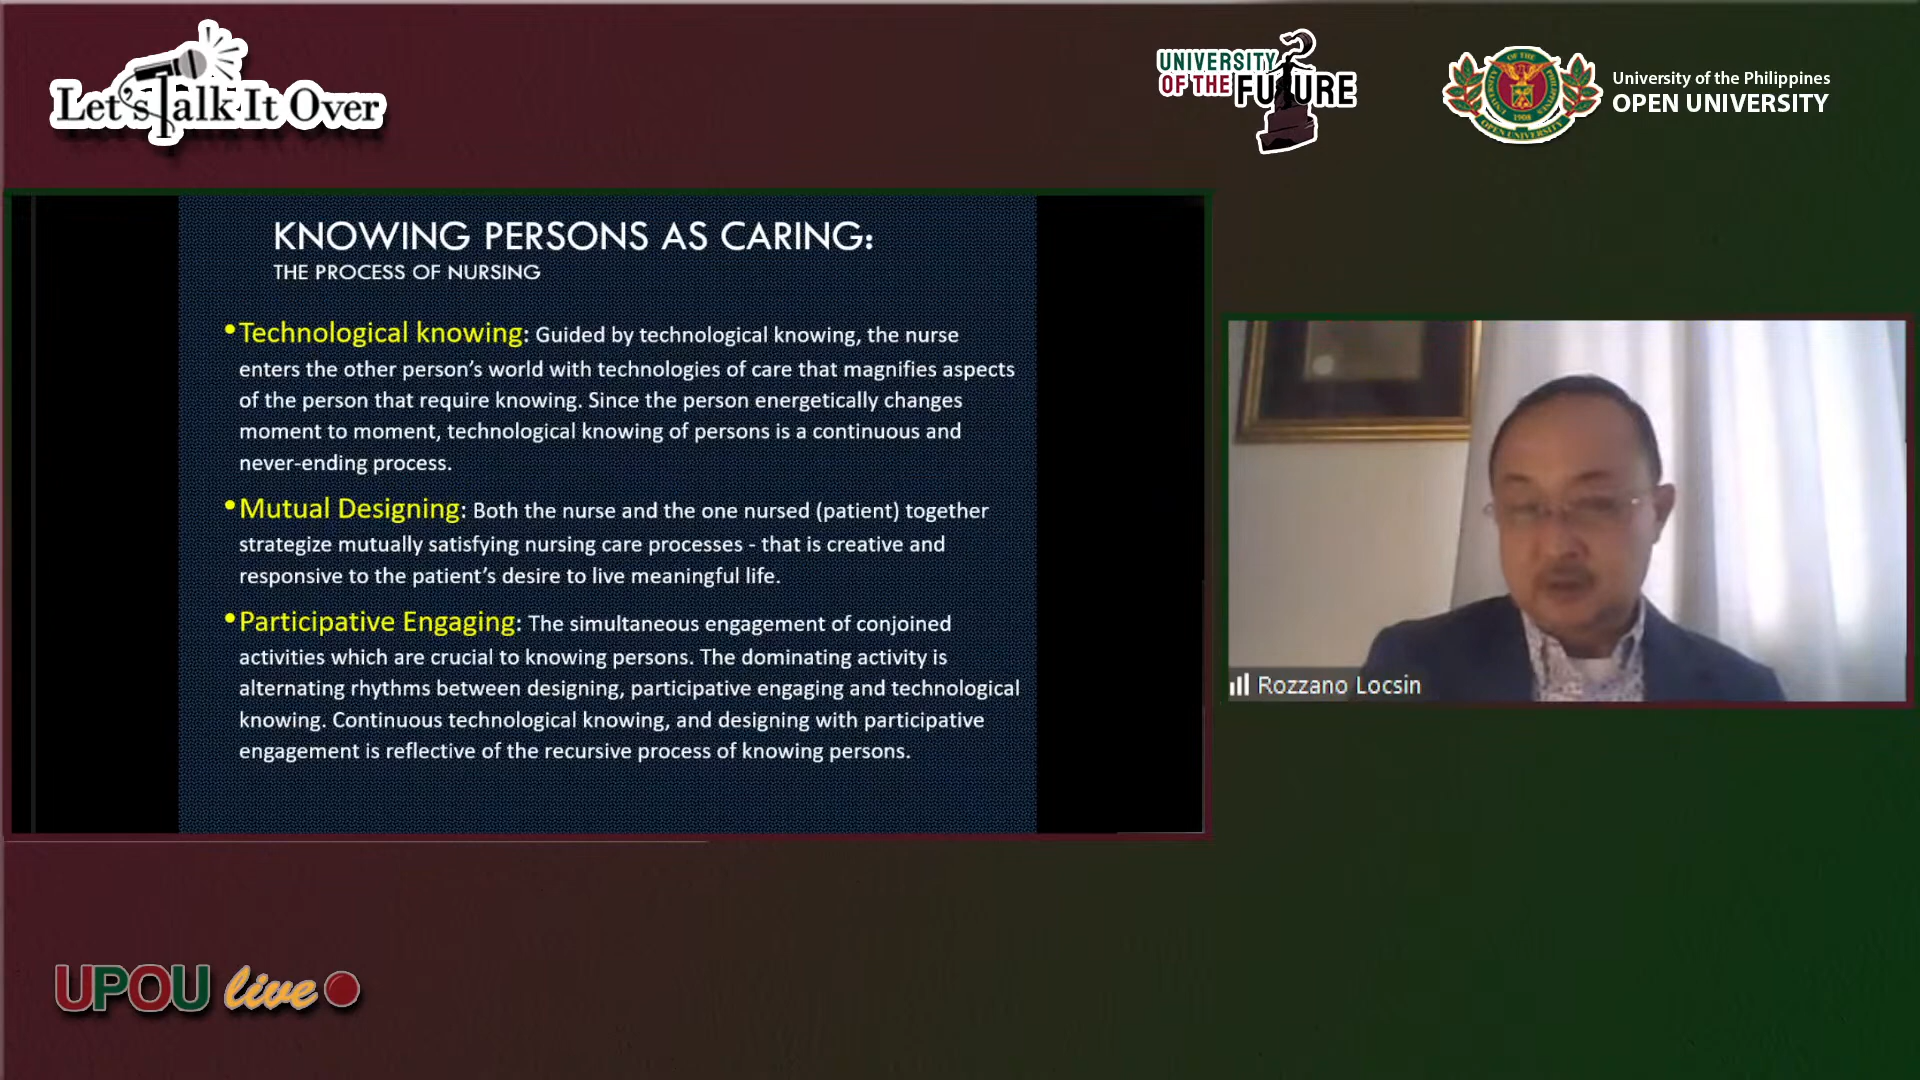 Let's Talk It Over
UNIVERSITY
OF THE FUTURE
OF THE
1908
OPEN UNIVERSITY
University of the Philippines
OPEN UNIVERSITY
KNOWING PERSONS AS CARING:
THE PROCESS OF NURSING
•Technological knowing: Guided by technological knowing, the nurse
enters the other person's world with technologies of care that magnifies aspects
of the person that require knowing. Since the person energetically changes
moment to moment, technological knowing of persons is a continuous and
never-ending process.
•Mutual Designing: Both the nurse and the one nursed (patient) together
strategize mutually satisfying nursing care processes - that is creative and
responsive to the patient's desire to live meaningful life.
•Participative Engaging: The simultaneous engagement of conjoined
activities which are crucial to knowing persons. The dominating activity is
alternating rhythms between designing, participative engaging and technological
knowing. Continuous technological knowing, and designing with participative
engagement is reflective of the recursive process of knowing persons.
Rozzano Locsin
UPOU live